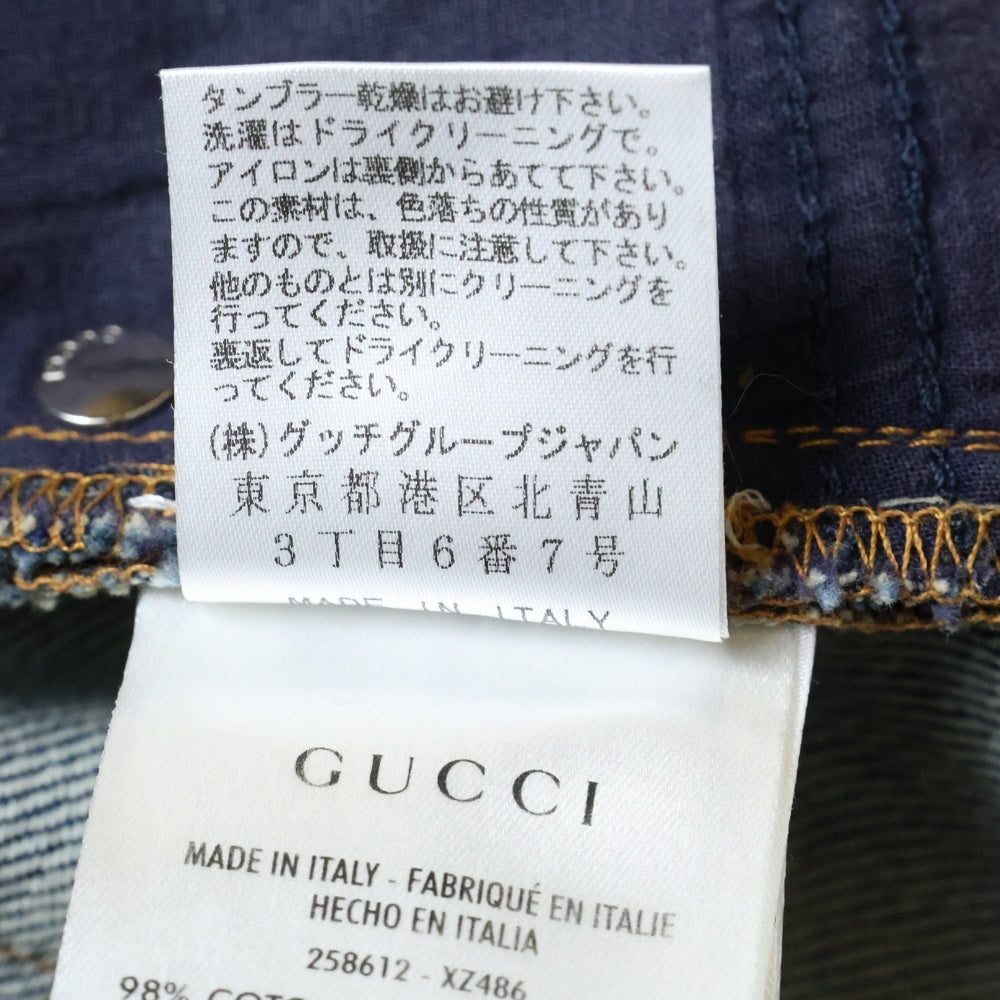 タンブラー乾燥はお避け下さい。
洗濯はドライクリーニングで。
アイロンは裏側からあてて下さい。
この素材は、色落ちの性質があり
ますので、取扱に注意して下さい。
他のものとは別にクリーニングを
行ってください。
裏返してドライクリーニングを行
ってください。
(株)グッチグループジャパン
東京都港区北青山
3丁目6番7号
MADE IN ITALY
GUCCI
MADE IN ITALY - FABRIQUÉ EN ITALIE
HECHO EN ITALIA
258612 - XZ486
98%